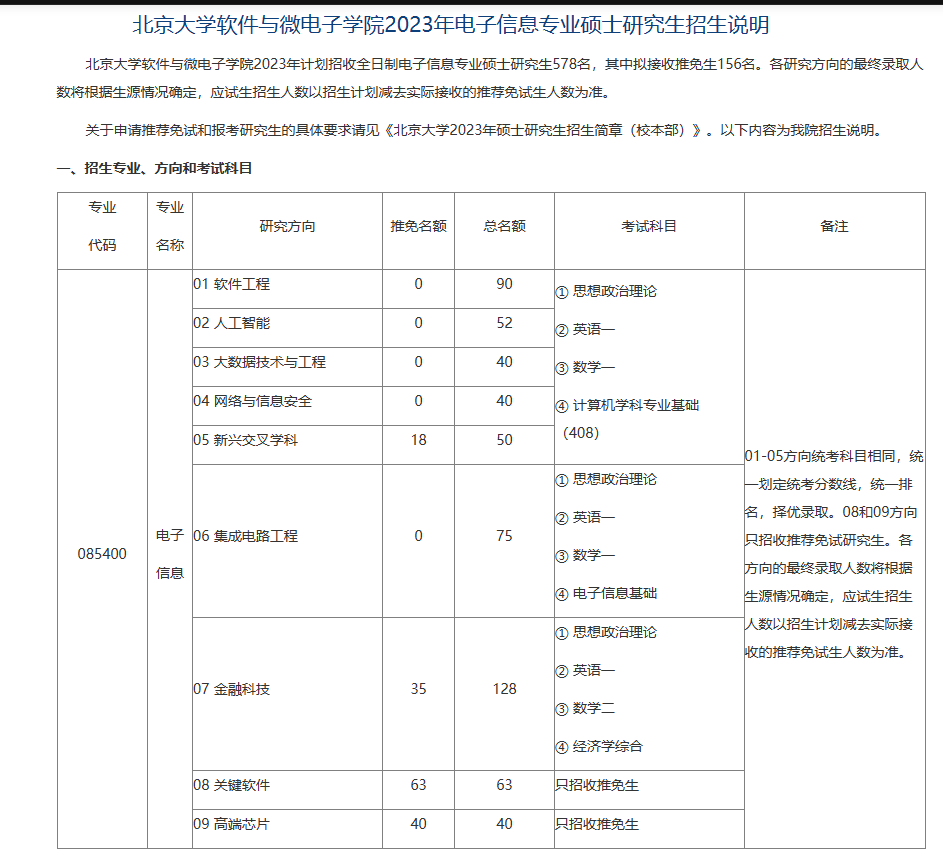 北京大学软件与微电子学院2023年电子信息专业硕士研究生招生说明
北京大学软件与微电子学院2023年计划招收全日制电子信息专业硕士研究生578名，其中拟接收推免生156名。各研究方向的最终录取人
数将根据生源情况确定，应试生招生人数以招生计划减去实际接收的推荐免试生人数为准。
关于申请推荐免试和报考研究生的具体要求请见《北京大学2023年硕士研究生招生简章（校本部）》。以下内容为我院招生说明。
一、招生专业、方向和考试科目
专业
代码
专业
名称
研究方向
推免名额
总名额
考试科目
备注
085400
电子
信息
01 软件工程
0
90
02 人工智能
0
52
03 大数据技术与工程
0
40
04 网络与信息安全
0
40
05 新兴交叉学科
18
50
① 思想政治理论
② 英语一
③ 数学一
④ 计算机学科专业基础
（408）
06 集成电路工程
0
75
① 思想政治理论
② 英语一
③ 数学一
④ 电子信息基础
07 金融科技
35
128
① 思想政治理论
② 英语一
③ 数学二
④ 经济学综合
08 关键软件
63
63
只招收推免生
09 高端芯片
40
40
只招收推免生
01-05方向统考科目相同，统
一划定统考分数线，统一排
名，择优录取。08和09方向
只招收推荐免试研究生。各
方向的最终录取人数将根据
生源情况确定，应试生招生
人数以招生计划减去实际接
收的推荐免试生人数为准。